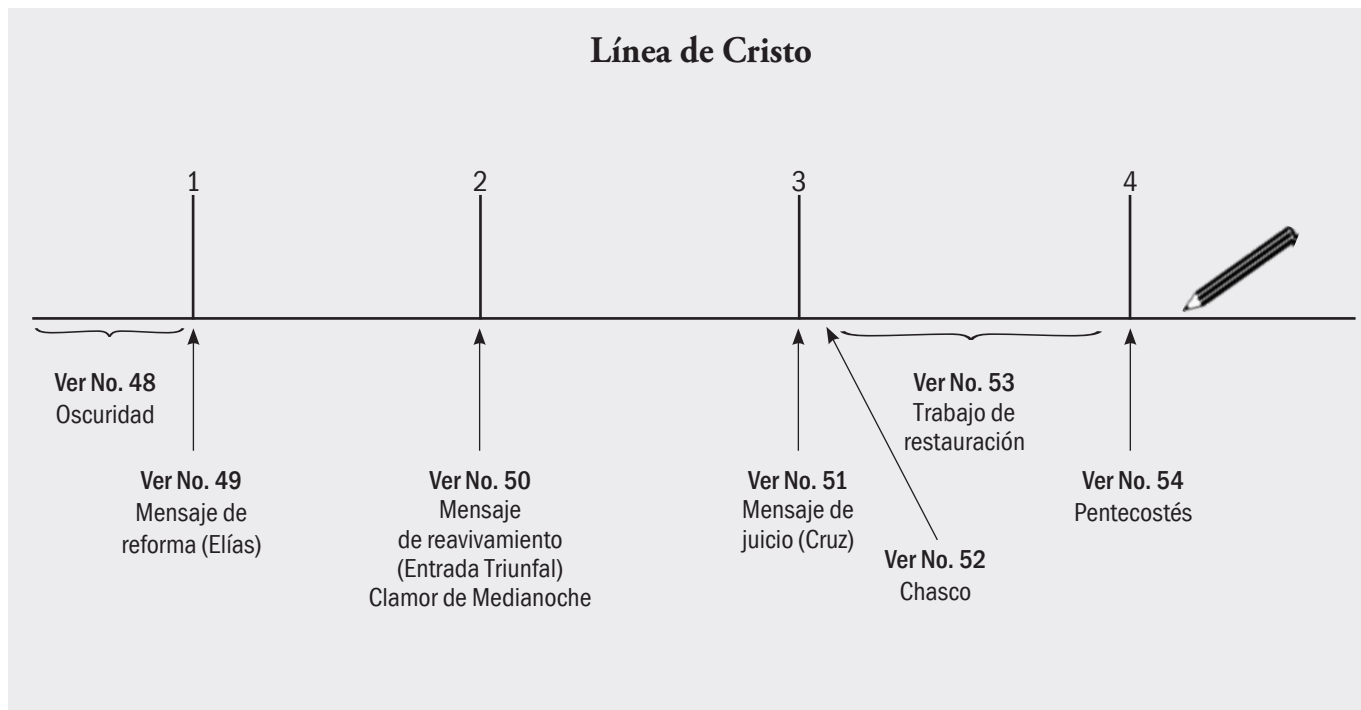 Línea de Cristo
1
2
3
4
Ver No. 48
Oscuridad
Ver No. 49
Mensaje de
reforma (Elías)
Ver No. 50
Mensaje
de reavivamiento
(Entrada Triunfal)
Clamor de Medianoche
Ver No. 51
Mensaje de
juicio (Cruz)
Ver No. 52
Chasco
Ver No. 53
Trabajo de
restauración
Ver No. 54
Pentecostés